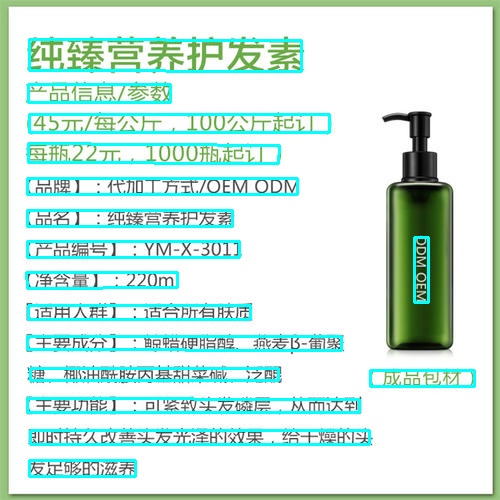 纯臻营养护发素
产品信息/参数
（45元/每公斤，100公斤起订）
每瓶22元，1000瓶起订）
【品牌】：代加工方式/OEM ODM
【品名】：纯臻营养护发素
【产品编号】：YM-X-3011
【净含量】：220ml
【适用人群】：适合所有肤质
【主要成分】：鲸蜡硬脂醇、燕麦β-葡聚
糖、椰油酰胺丙基甜菜碱、泛醌
（成品包材）
【主要功能】：可紧致头发磷层，从而达到
即时持久改善头发光泽的效果，给干燥的头
发足够的滋养
ODM OEM